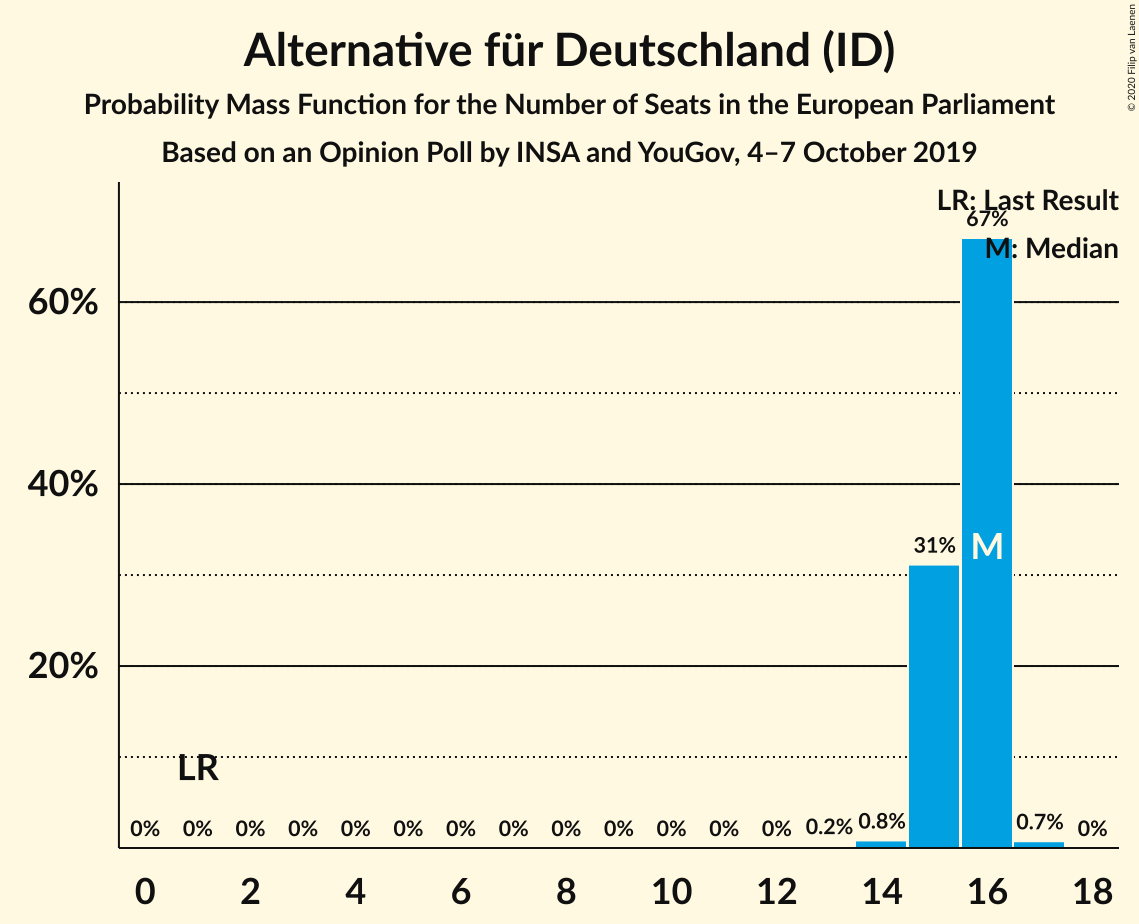 Alternative für Deutschland (ID)
Probability Mass Function for the Number of Seats in the European Parliament
Based on an Opinion Poll by INSA and YouGov, 4–7 October 2019
© 2020 Filip van Laenen
LR: Last Result
67%
M: Median
60%
40%
31%
M
20%
LR
0% 0% 0% 0% 0% 0% 0% 0% 0% 0% 0% 0% 0% 0.2% 0.8% 0.7% 0%
0 2 4 6 8 10 12 14 16 18